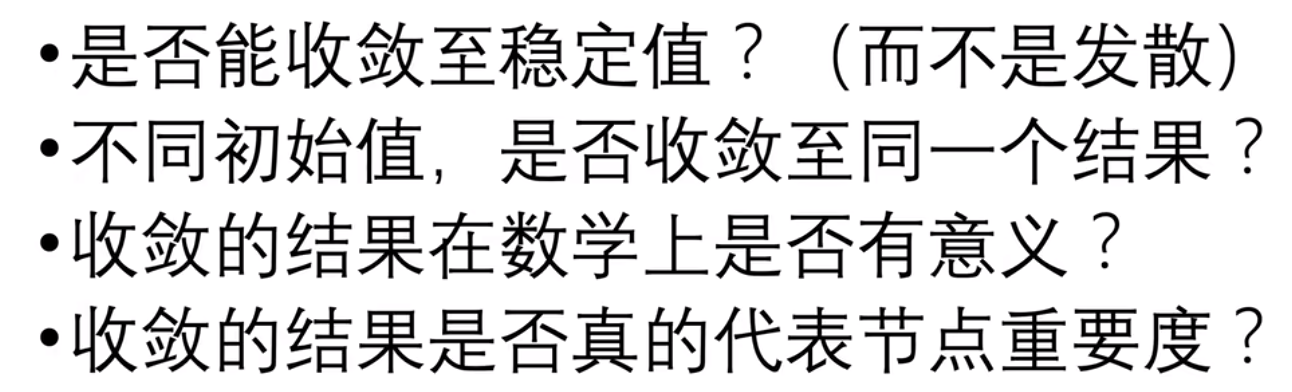 •是否能收敛至稳定值？（而不是发散）
•不同初始值，是否收敛至同一个结果？
•收敛的结果在数学上是否有意义？
•收敛的结果是否真的代表节点重要度？